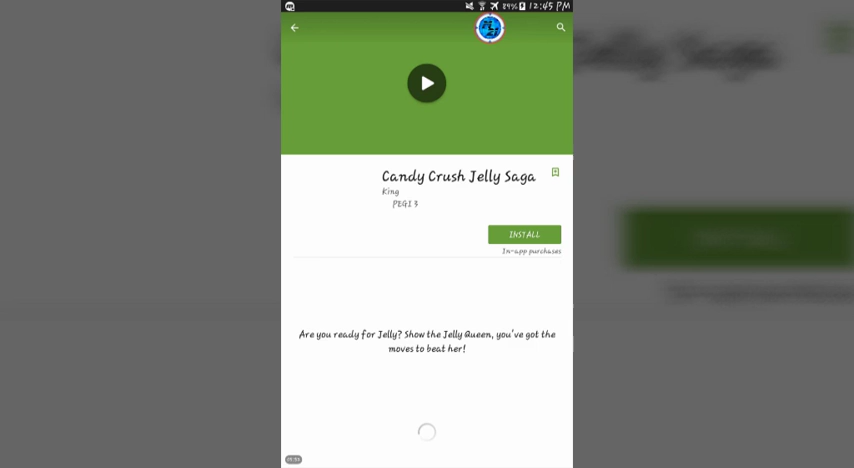 89% 12:45 PM
Candy Crush Jelly Saga
King
PEGI 3
INSTALL
In-app purchases
Are you ready for Jelly? Show the Jelly Queen, you've got the
moves to beat her!